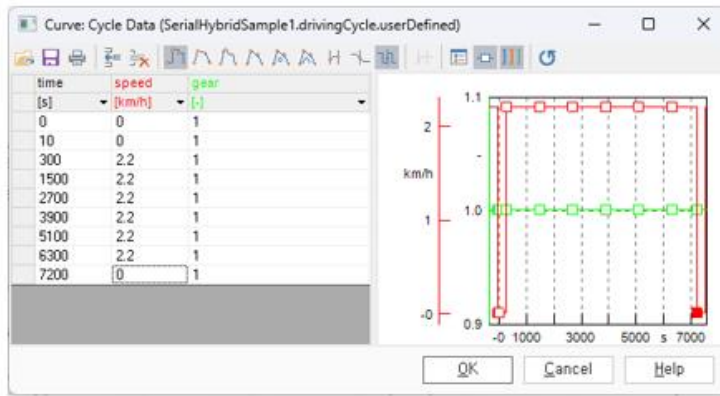 Curve: Cycle Data (SerialHybridSample1.drivingCycle.userDefined)
time speed gear
[s] [km/h] [-]
0 0 1
10 0 1
300 2.2 1
1500 2.2 1
2700 2.2 1
3900 2.2 1
5100 2.2 1
6300 2.2 1
7200 0 1
1.1
2
-
km/h
1 1.0
-0
0.9
-0 1000 3000 5000 s 7000
OK Cancel Help